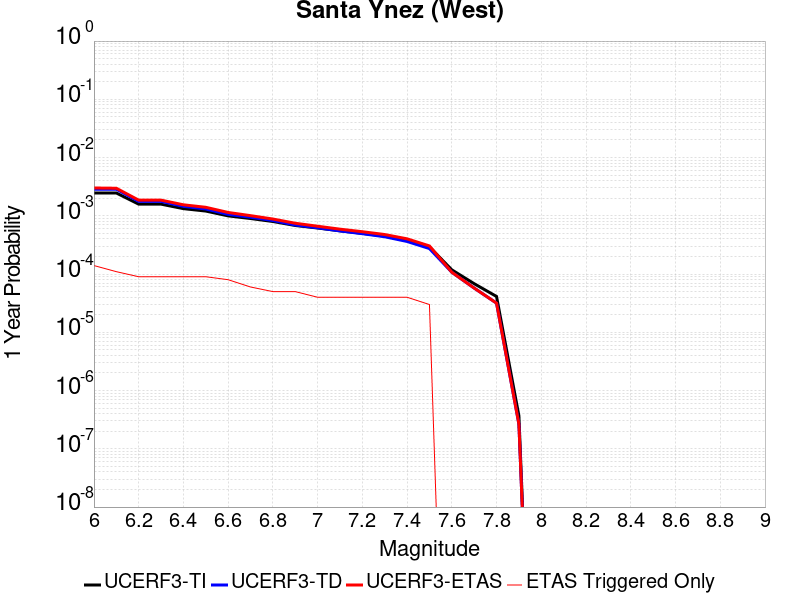 Santa Ynez (West)
10^0
10^-1
10^-2
10^-3
10^-4
10^-5
10^-6
10^-7
10^-8
1 Year Probability
6 6.2 6.4 6.6 6.8 7 7.2 7.4 7.6 7.8 8 8.2 8.4 8.6 8.8 9
Magnitude
UCERF3-TI UCERF3-TD UCERF3-ETAS ETAS Triggered Only